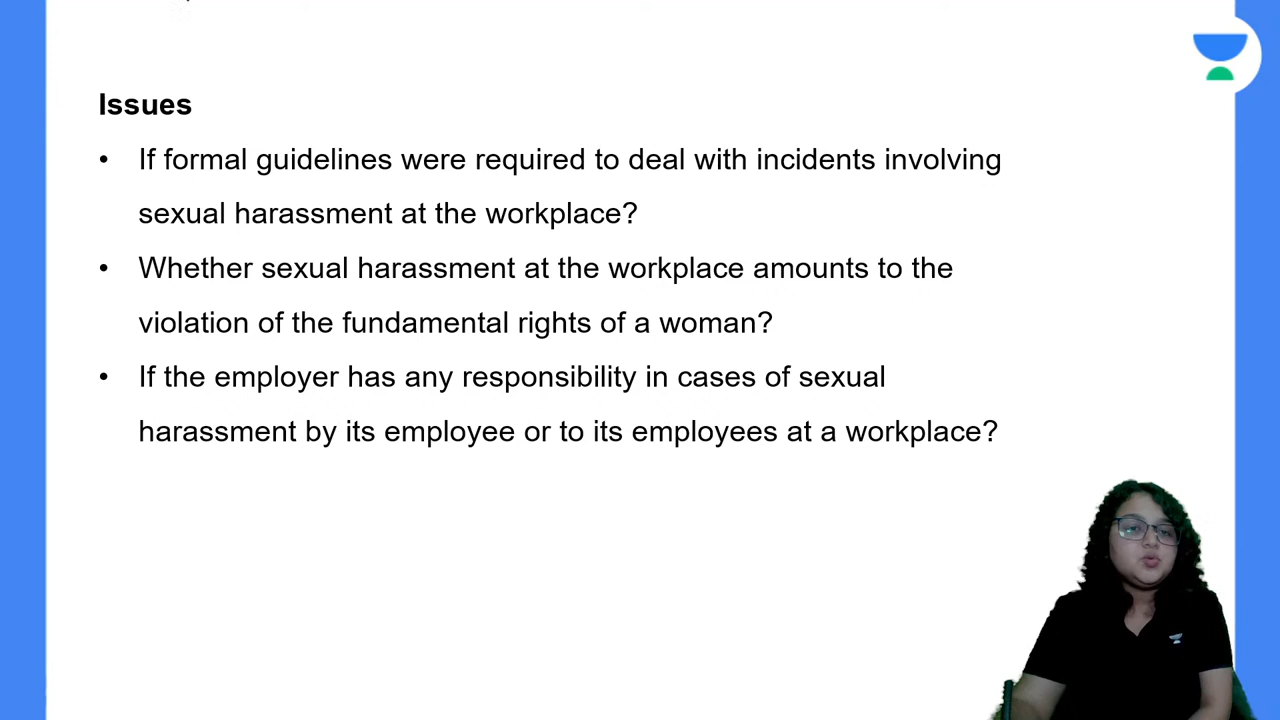 Issues
• If formal guidelines were required to deal with incidents involving
sexual harassment at the workplace?
• Whether sexual harassment at the workplace amounts to the
violation of the fundamental rights of a woman?
• If the employer has any responsibility in cases of sexual
harassment by its employee or to its employees at a workplace?